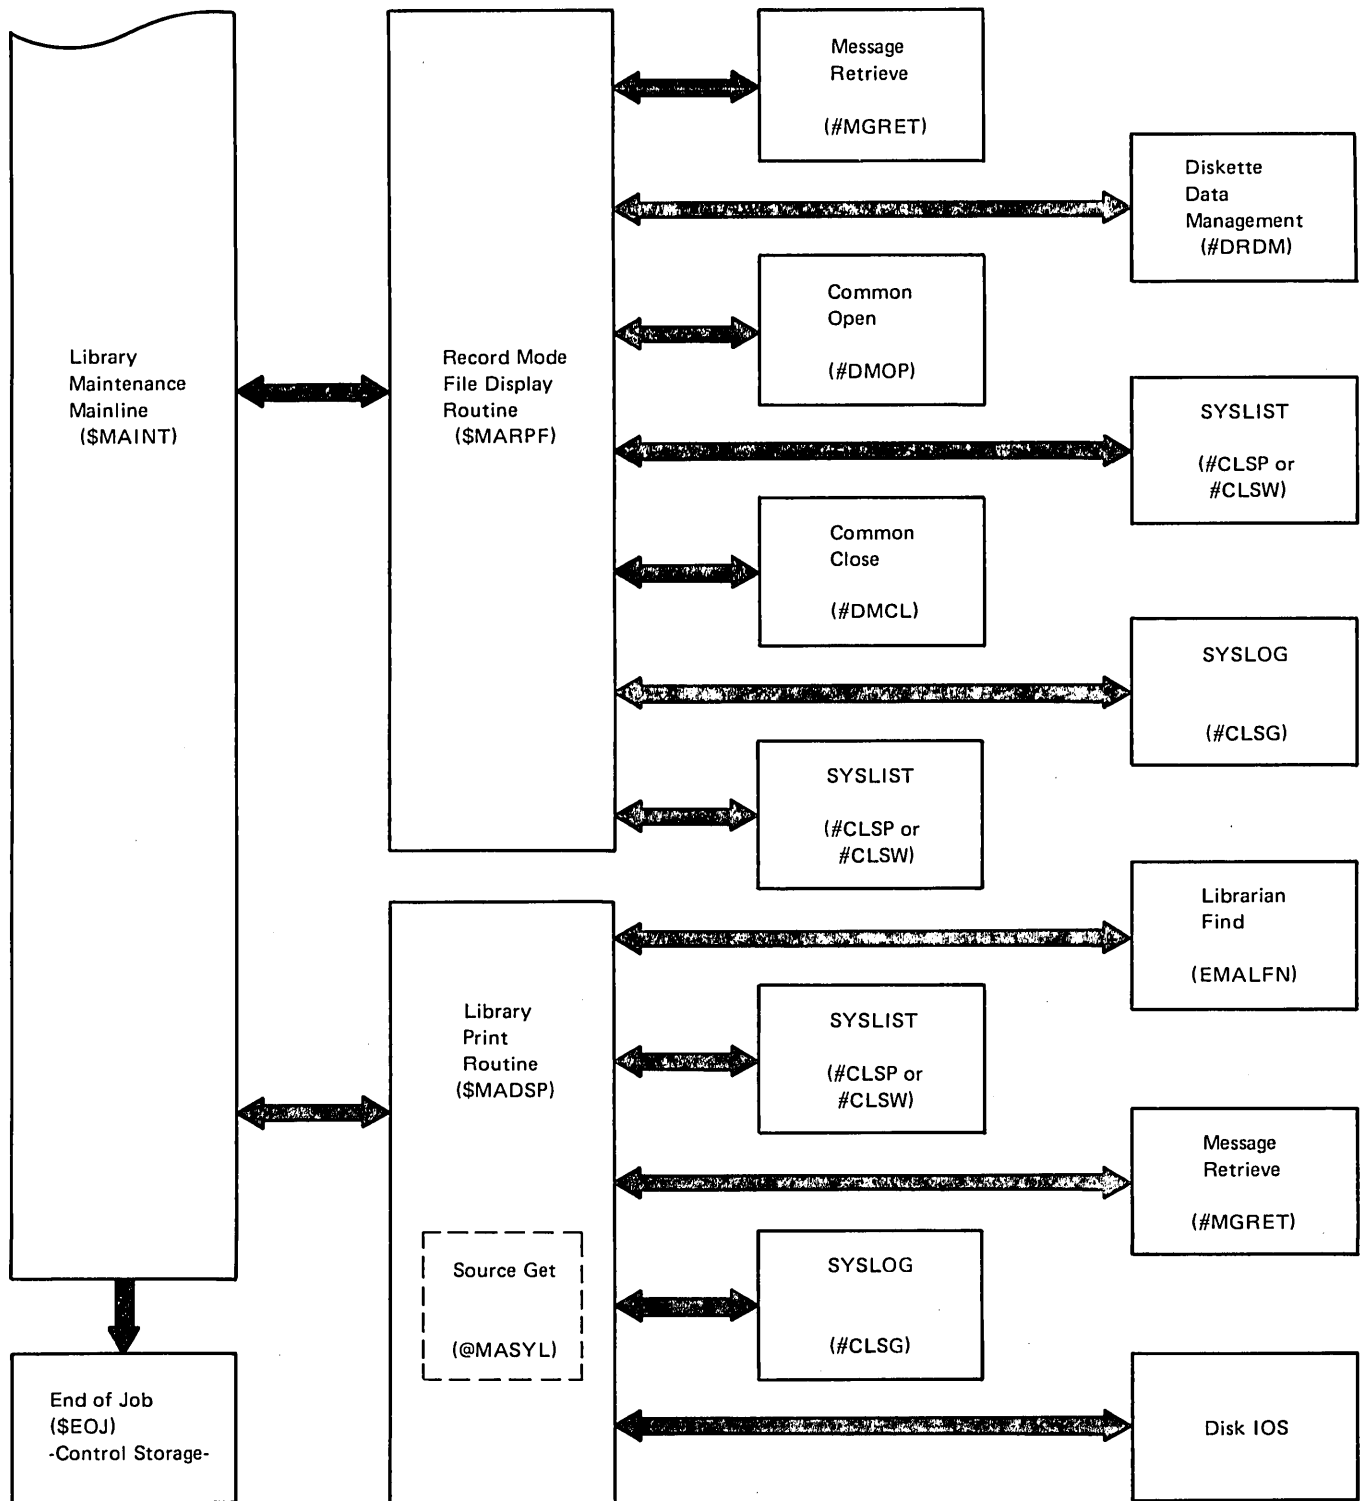 Message
Retrieve
(#MGRET)
Diskette
Data
Management
(#DRDM)
Common
Open
(#DMOP)
Library
Maintenance
Mainline
($MAINT)
Record Mode
File Display
Routine
($MARPF)
SYSLIST
(#CLSP or
#CLSW)
Common
Close
(#DMCL)
SYSLOG
(#CLSG)
SYSLIST
(#CLSP or
#CLSW)
Librarian
Find
(EMALFN)
Library
Print
Routine
($MADSP)
SYSLIST
(#CLSP or
#CLSW)
Message
Retrieve
(#MGRET)
Source Get
(@MASYL)
SYSLOG
(#CLSG)
End of Job
($EOJ)
-Control Storage-
Disk IOS